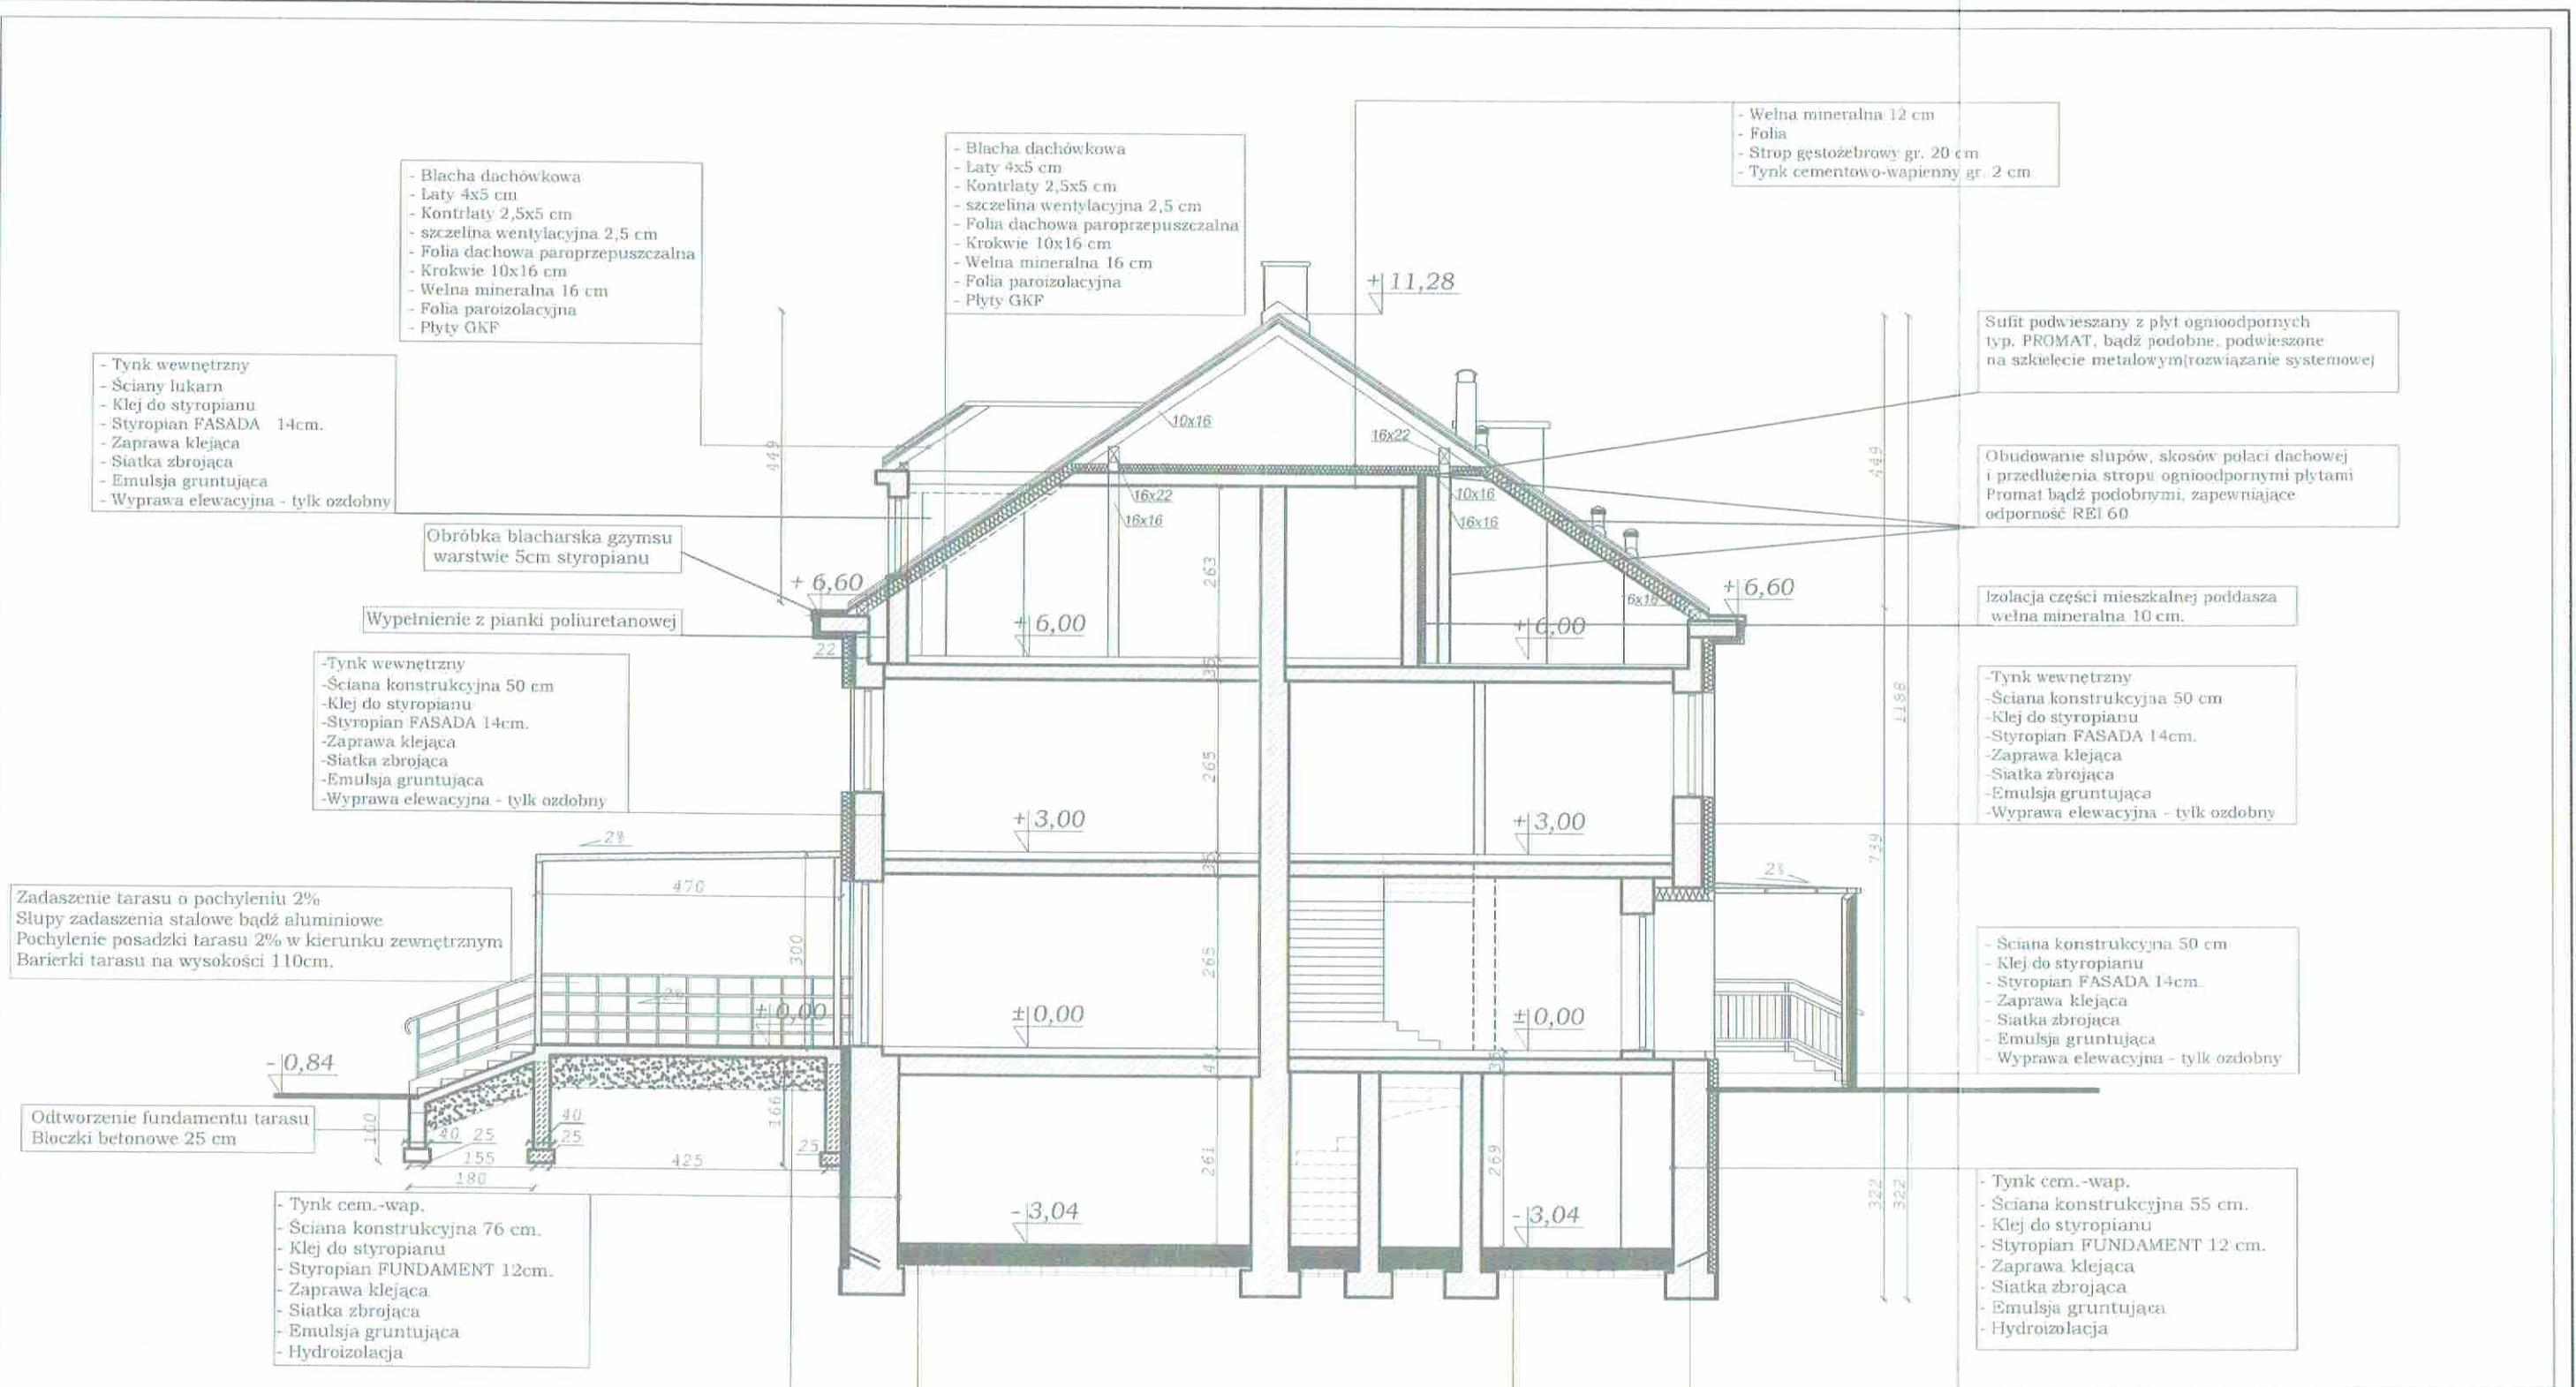 - Wełna mineralna 12 cm
- Folia
- Strop gęstożebrowy gr. 20 cm
- Tynk cementowo-wapienny gr. 2 cm
- Blacha dachówkowa
- Łaty 4x5 cm
- Kontrłaty 2,5x5 cm
- szczelina wentylacyjna 2,5 cm
- Folia dachowa paroprzepuszczalna
- Krokwie 10x16 cm
- Wełna mineralna 16 cm
- Folia paroizolacyjna
- Płyty GKF
- Blacha dachówkowa
- Łaty 4x5 cm
- Kontrłaty 2,5x5 cm
- szczelina wentylacyjna 2,5 cm
- Folia dachowa paroprzepuszczalna
- Krokwie 10x16 cm
- Wełna mineralna 16 cm
- Folia paroizolacyjna
- Płyty GKF
+11,28
Sufit podwieszany z płyt ognioodpornych
typ. PROMAT, bądź podobne, podwieszone
na szkielecie metalowym(rozwiązanie systemowe)
- Tynk wewnętrzny
- Ściany lukarn
- Klej do styropianu
- Styropian FASADA 14cm.
- Zaprawa klejąca
- Siatka zbrojąca
- Emulsja gruntująca
- Wyprawa elewacyjna - tylk ozdobny
449
10x16
16x22
449
Obudowanie słupów, skosów połaci dachowej
i przedłużenia stropu ognioodpornymi płytami
Promat bądź podobnymi, zapewniające
odporność REI 60
16x22
16x16
10x16
16x16
Obróbka blacharska gzymsu
warstwie 5cm styropianu
+ 6,60
263
+6,60
6x16
Izolacja części mieszkalnej poddasza
wełna mineralna 10 cm.
Wypełnienie z pianki poliuretanowej
+6,00
+6,00
22
35
-Tynk wewnętrzny
-Ściana konstrukcyjna 50 cm
-Klej do styropianu
-Styropian FASADA 14cm.
-Zaprawa klejąca
-Siatka zbrojąca
-Emulsja gruntująca
-Wyprawa elewacyjna - tylk ozdobny
-Tynk wewnętrzny
-Ściana konstrukcyjna 50 cm
-Klej do styropianu
-Styropian FASADA 14cm.
-Zaprawa klejąca
-Siatka zbrojąca
-Emulsja gruntująca
-Wyprawa elewacyjna - tylk ozdobny
1188
265
+3,00
+3,00
739
2%
35
2%
470
Zadaszenie tarasu o pochyleniu 2%
Słupy zadaszenia stalowe bądź aluminiowe
Pochylenie posadzki tarasu 2% w kierunku zewnętrznym
Barierki tarasu na wysokości 110cm.
300
265
2%
±0,00
±0,00
±0,00
- Ściana konstrukcyjna 50 cm
- Klej do styropianu
- Styropian FASADA 14cm.
- Zaprawa klejąca
- Siatka zbrojąca
- Emulsja gruntująca
- Wyprawa elewacyjna - tylk ozdobny
-0,84
35
Odtworzenie fundamentu tarasu
Bloczki betonowe 25 cm
100
40
25
40
25
166
25
155
425
180
261
269
322
322
-3,04
-3,04
- Tynk cem.-wap.
- Ściana konstrukcyjna 76 cm.
- Klej do styropianu
- Styropian FUNDAMENT 12cm.
- Zaprawa klejąca
- Siatka zbrojąca
- Emulsja gruntująca
- Hydroizolacja
- Tynk cem.-wap.
- Ściana konstrukcyjna 55 cm.
- Klej do styropianu
- Styropian FUNDAMENT 12 cm.
- Zaprawa klejąca
- Siatka zbrojąca
- Emulsja gruntująca
- Hydroizolacja